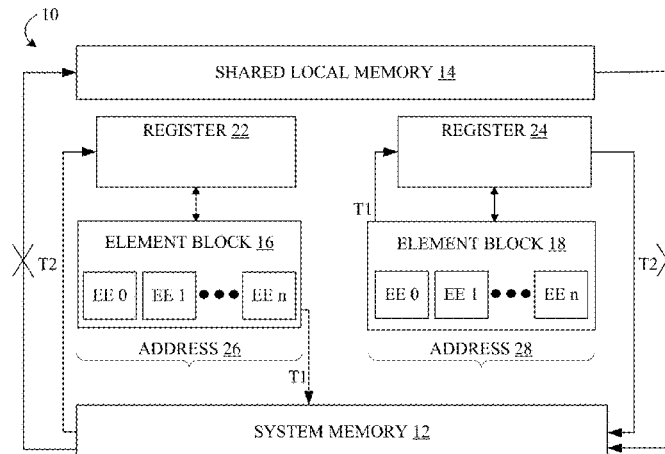 10
SHARED LOCAL MEMORY 14
REGISTER 22
REGISTER 24
T1
ELEMENT BLOCK 16
ELEMENT BLOCK 18
T2
T2
EE 0 EE 1 EE n
EE 0 EE 1 EE n
ADDRESS 26
ADDRESS 28
T1
SYSTEM MEMORY 12